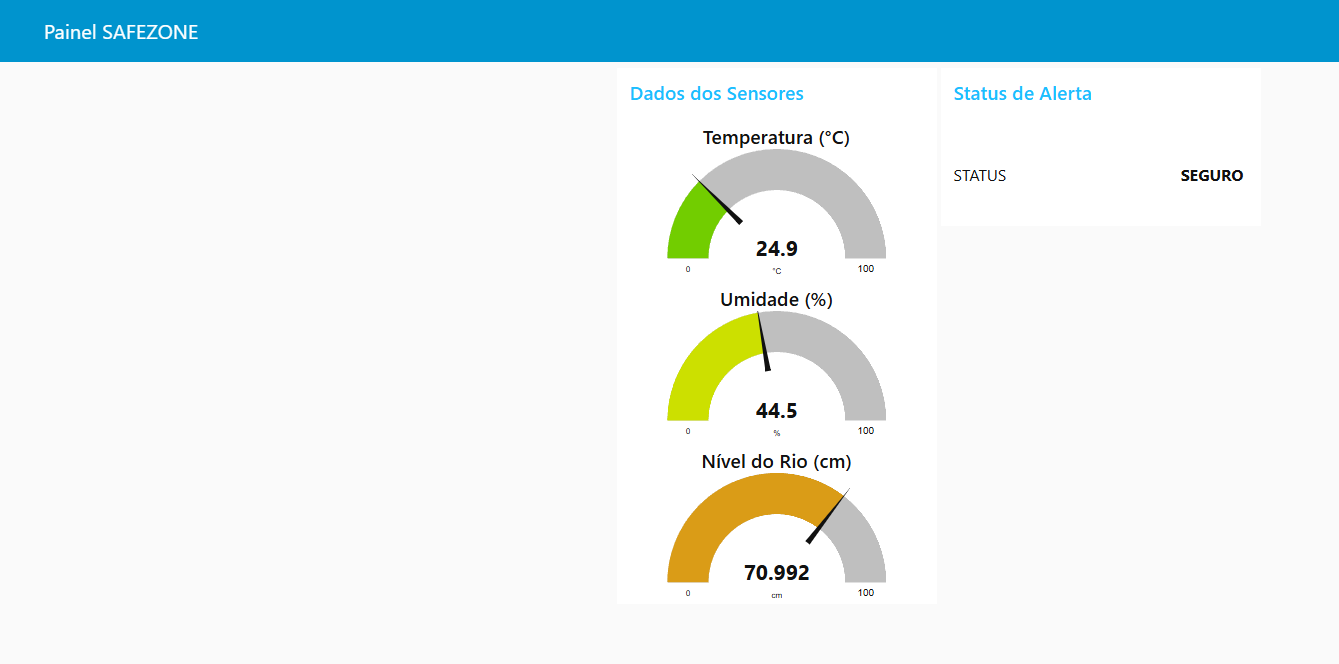 Painel SAFEZONE
Dados dos Sensores
Temperatura (°C)
24.9
0
°C
100
Umidade (%)
44.5
0
%
100
Nível do Rio (cm)
70.992
0
cm
100
Status de Alerta
STATUS SEGURO